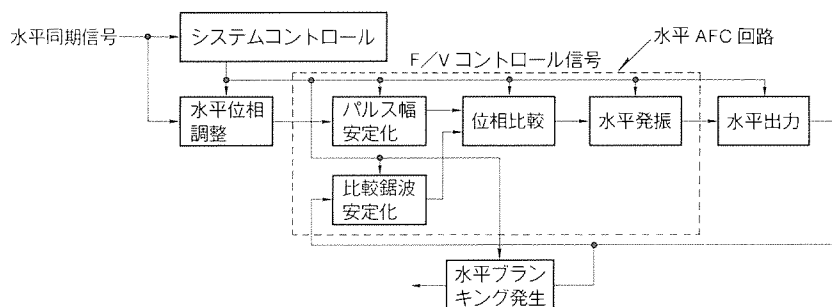 水平同期信号
システムコントロール
水平 AFC 回路
F／V コントロール信号
水平位相
調整
パルス幅
安定化
位相比較
水平発振
水平出力
比較鋸波
安定化
水平ブラン
キング発生